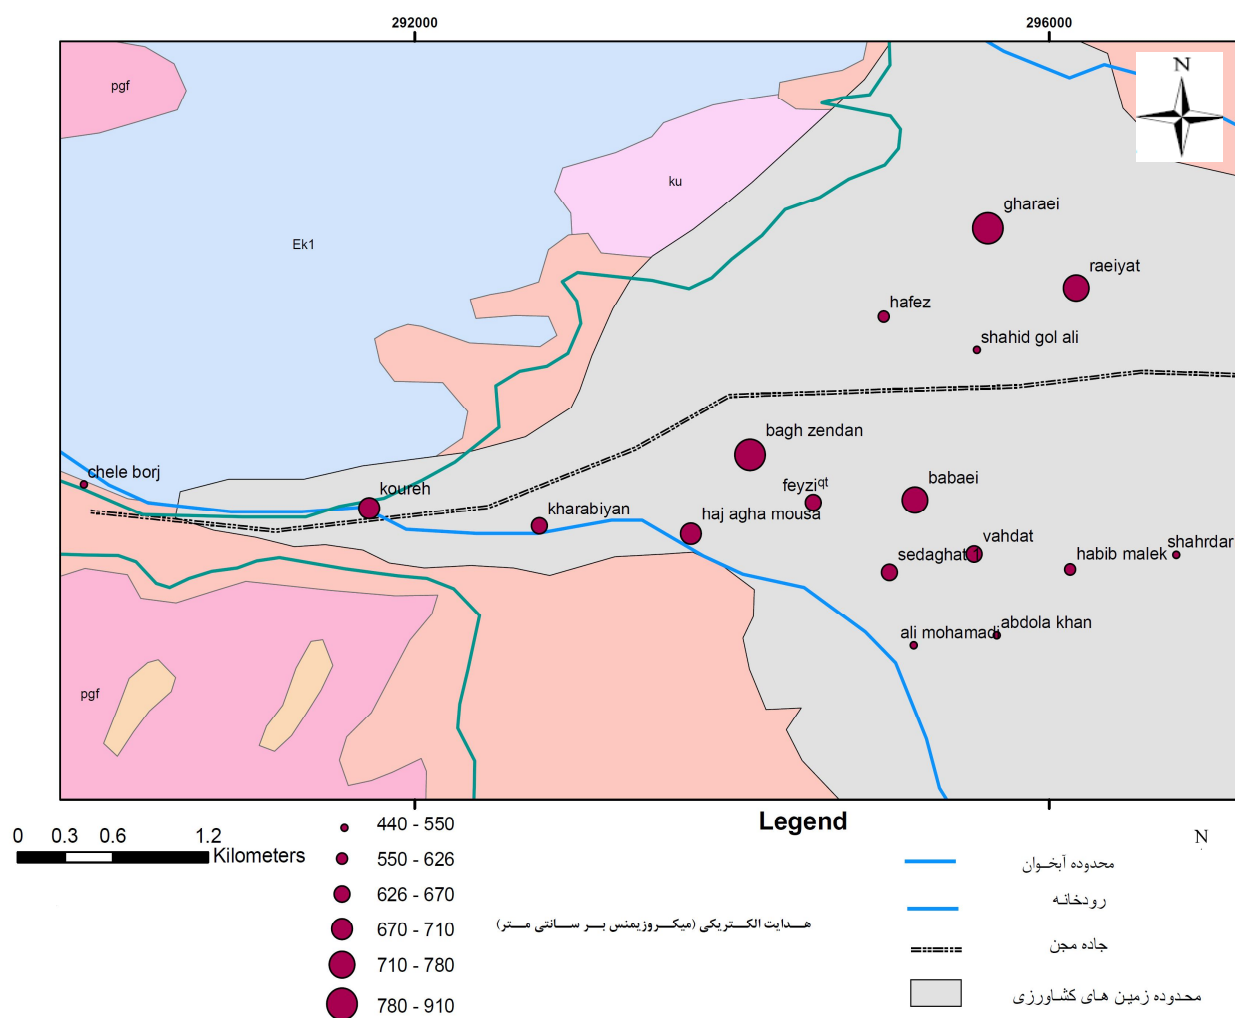 292000
296000
N
pgf
ku
Ek1
gharaei
raeiyat
hafez
shahid gol ali
bagh zendan
chele borj
koureh
feyzi
qt
babaei
kharabiyan
haj agha mousa
vahdat
shahrdar
sedaghat 1
habib malek
abdola khan
ali mohamadi
pgf
Legend
0 0.3 0.6 1.2
Kilometers
N
440 - 550
550 - 626
626 - 670
670 - 710
710 - 780
780 - 910
هدایت الکتریکی (میکروزیمنس بر سانتی متر)
محدوده آبخوان
رودخانه
جاده مجن
محدوده زمین های کشاورزی